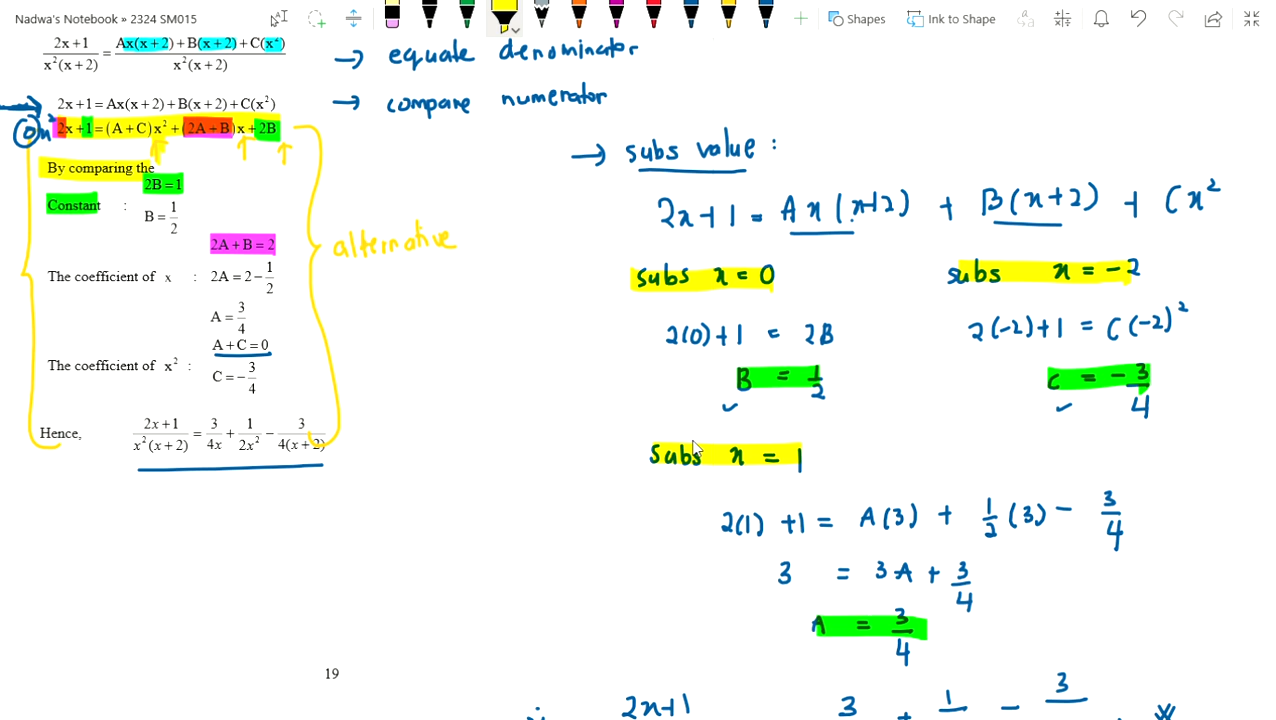 Nadwa's Notebook » 2324 SM015
Shapes
Ink to Shape
2x+1 / x²(x+2) = Ax(x+2)+B(x+2)+C(x²) / x²(x+2)
→ equate denominator
2x+1 = Ax(x+2)+B(x+2)+C(x²)
→ compare numerator
2x+1 = (A+C)x² + (2A+B)x + 2B
By comparing the
2B = 1
Constant :
B = 1/2
2A + B = 2
The coefficient of x : 2A = 2 - 1/2
A = 3/4
A + C = 0
The coefficient of x² :
C = - 3/4
Hence, 2x+1 / x²(x+2) = 3/4x + 1/2x² - 3/4(x+2)
alternative
19
→ subs value :
2x+1 = Ax(x+2) + B(x+2) + Cx²
subs x = 0
2(0)+1 = 2B
B = 1/2
subs x = -2
2(-2)+1 = C(-2)²
C = - 3/4
subs x = 1
2(1)+1 = A(3) + 1/2 (3) - 3/4
3 = 3A + 3/4
A = 3/4
2x+1 3 + 1 - 3